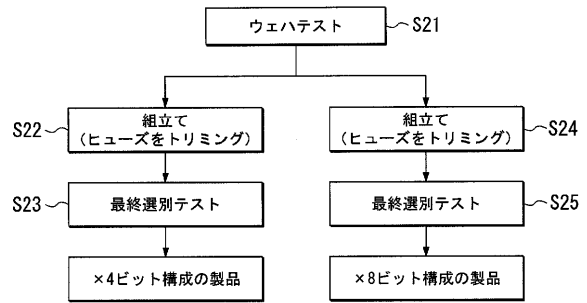 ウェハテスト
S21
S22
組立て
(ヒューズをトリミング)
組立て
(ヒューズをトリミング)
S24
S23
最終選別テスト
最終選別テスト
S25
×4ビット構成の製品
×8ビット構成の製品